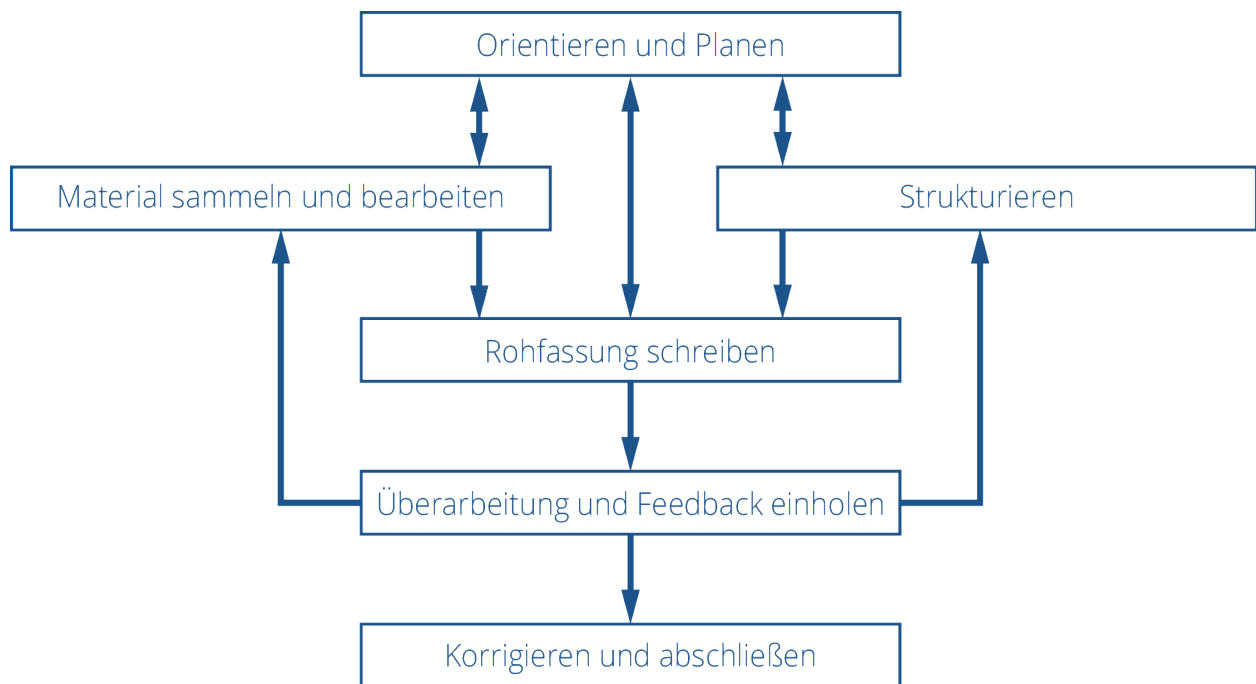 Orientieren und Planen
Material sammeln und bearbeiten
Strukturieren
Rohfassung schreiben
Überarbeitung und Feedback einholen
Korrigieren und abschließen